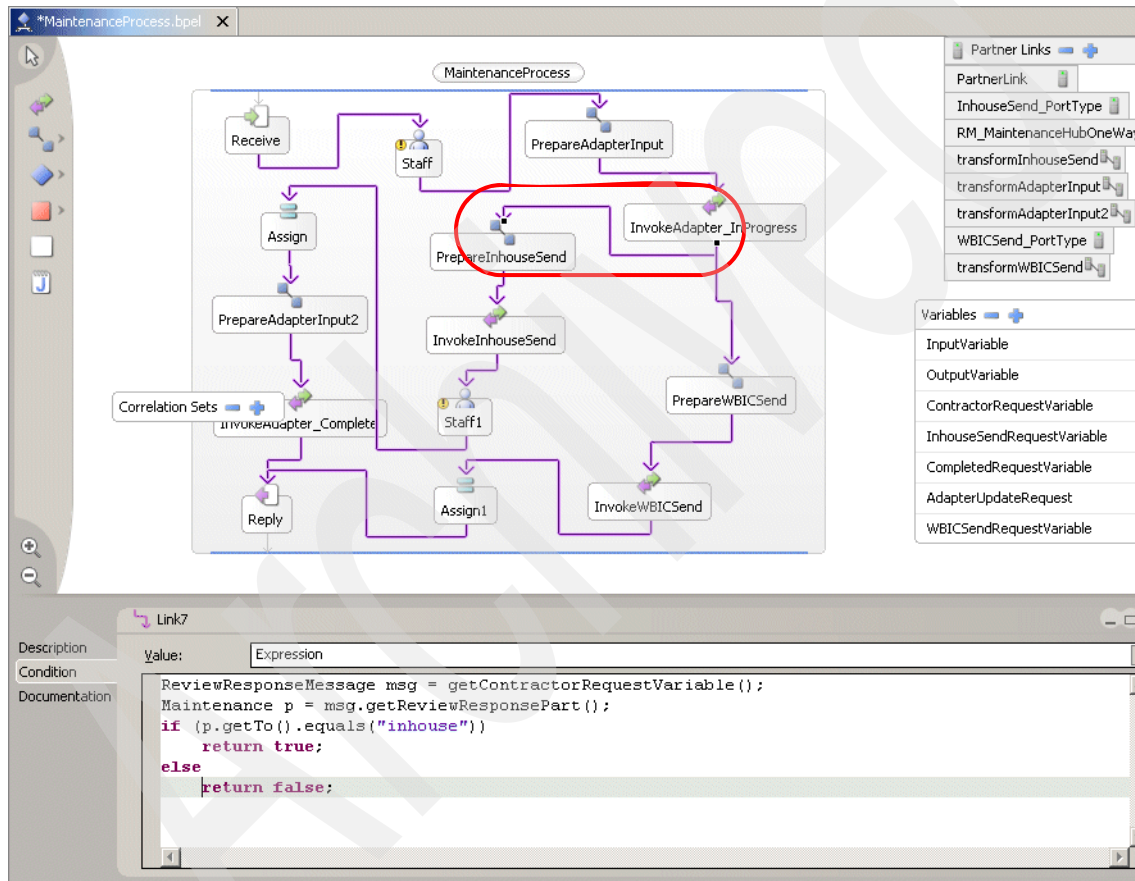 *MaintenanceProcess.bpel
MaintenanceProcess
Receive
Staff
PrepareAdapterInput
Assign
PrepareInhouseSend
InvokeAdapter_InProgress
PrepareAdapterInput2
InvokeInhouseSend
PrepareWBICSend
Correlation Sets
InvokeAdapter_Complete
Staff1
Reply
Assign1
InvokeWBICSend
Partner Links
PartnerLink
InhouseSend_PortType
RM_MaintenanceHubOneWay
transformInhouseSend
transformAdapterInput
transformAdapterInput2
WBICSend_PortType
transformWBICSend
Variables
InputVariable
OutputVariable
ContractorRequestVariable
InhouseSendRequestVariable
CompletedRequestVariable
AdapterUpdateRequest
WBICSendRequestVariable
Link7
Description
Condition
Documentation
Value: Expression
ReviewResponseMessage msg = getContractorRequestVariable();
Maintenance p = msg.getReviewResponsePart();
if (p.getTo().equals("inhouse"))
return true;
else
return false;
Archived